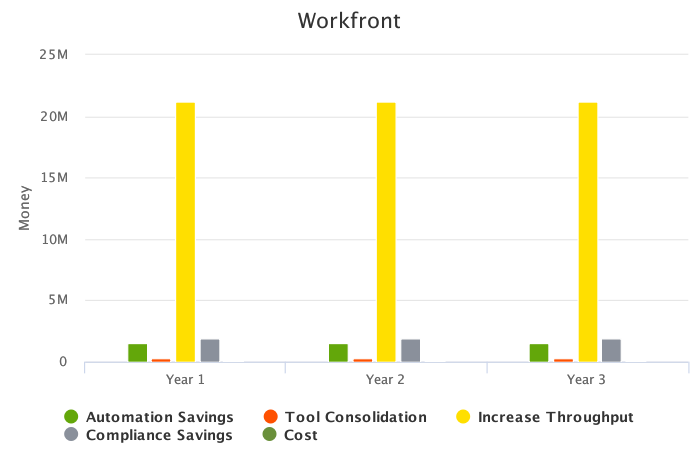 Workfront
25M
20M
15M
10M
5M
0
Money
Year 1 Year 2 Year 3
Automation Savings Tool Consolidation Increase Throughput
Compliance Savings Cost